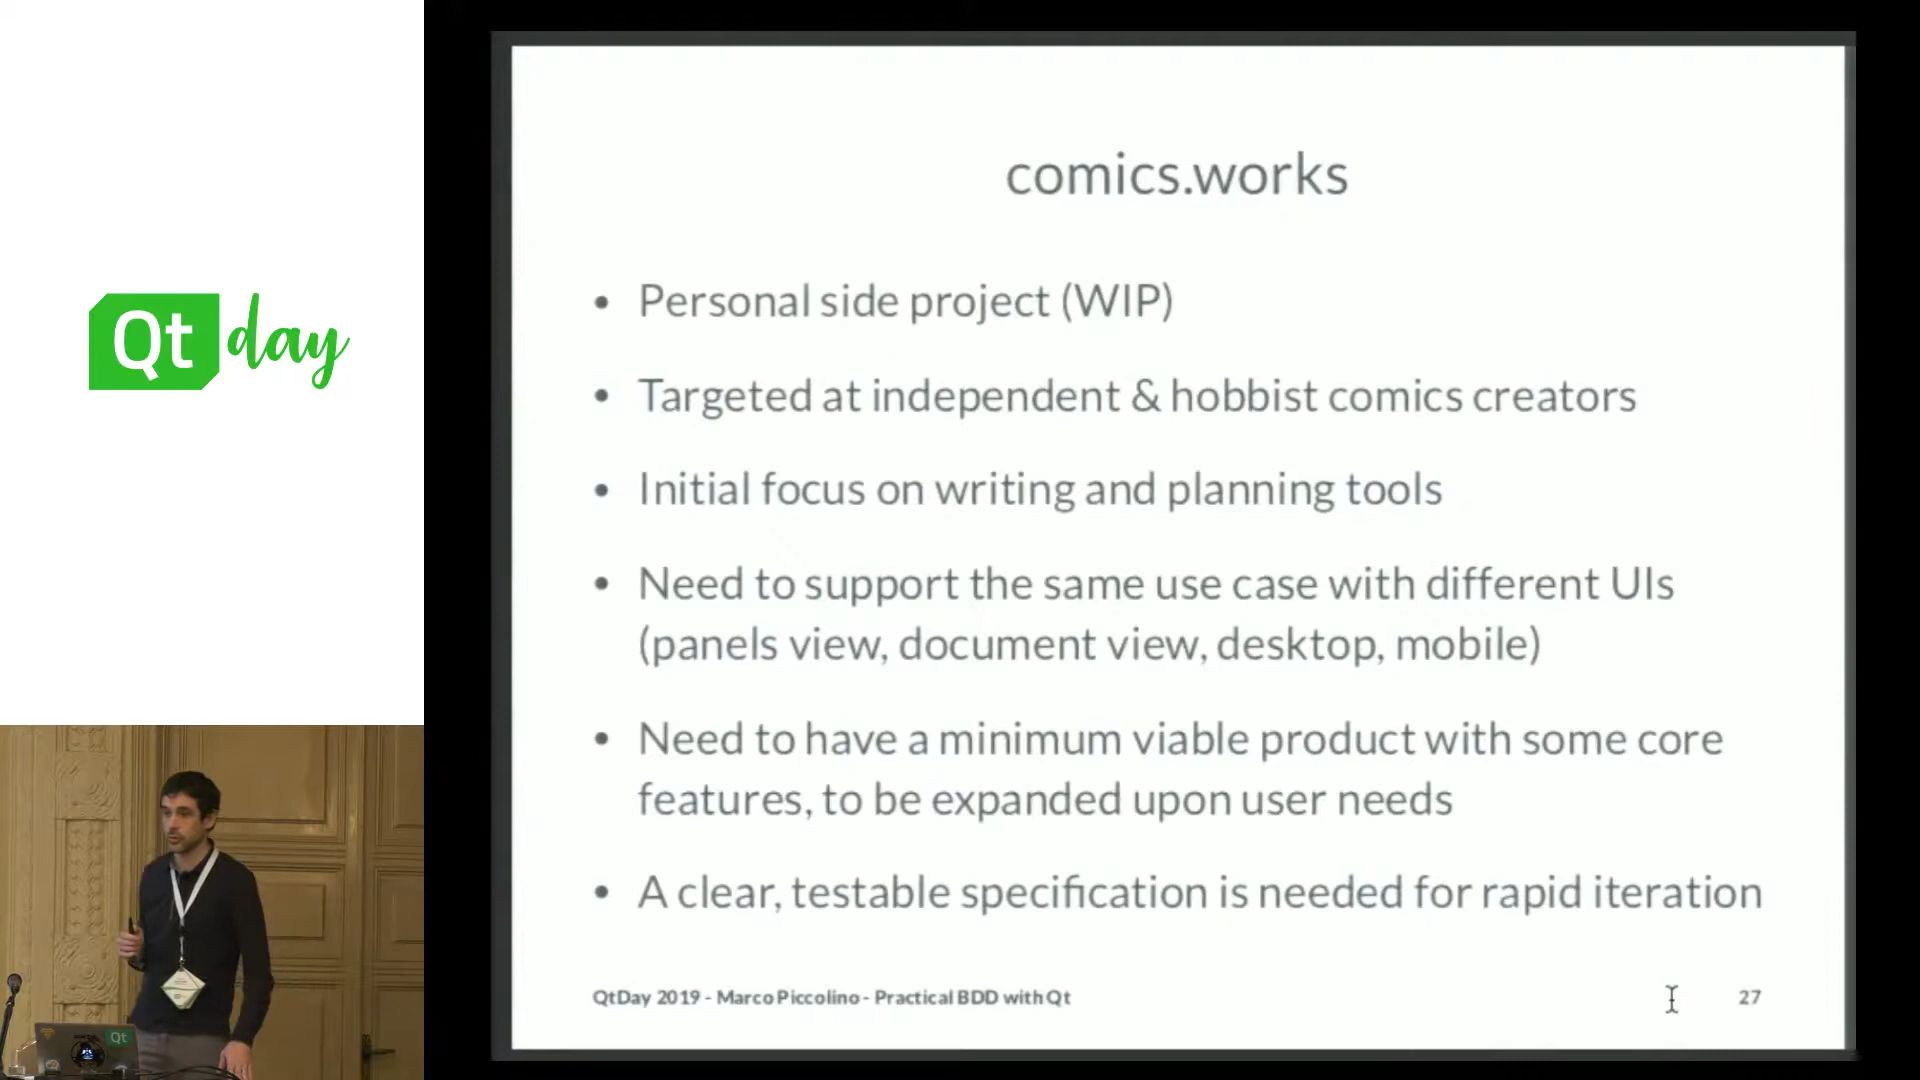 Qt day
comics.works
• Personal side project (WIP)
• Targeted at independent & hobbist comics creators
• Initial focus on writing and planning tools
• Need to support the same use case with different UIs
(panels view, document view, desktop, mobile)
• Need to have a minimum viable product with some core
features, to be expanded upon user needs
• A clear, testable specification is needed for rapid iteration
QtDay 2019 - Marco Piccolino - Practical BDD with Qt
27
Qt